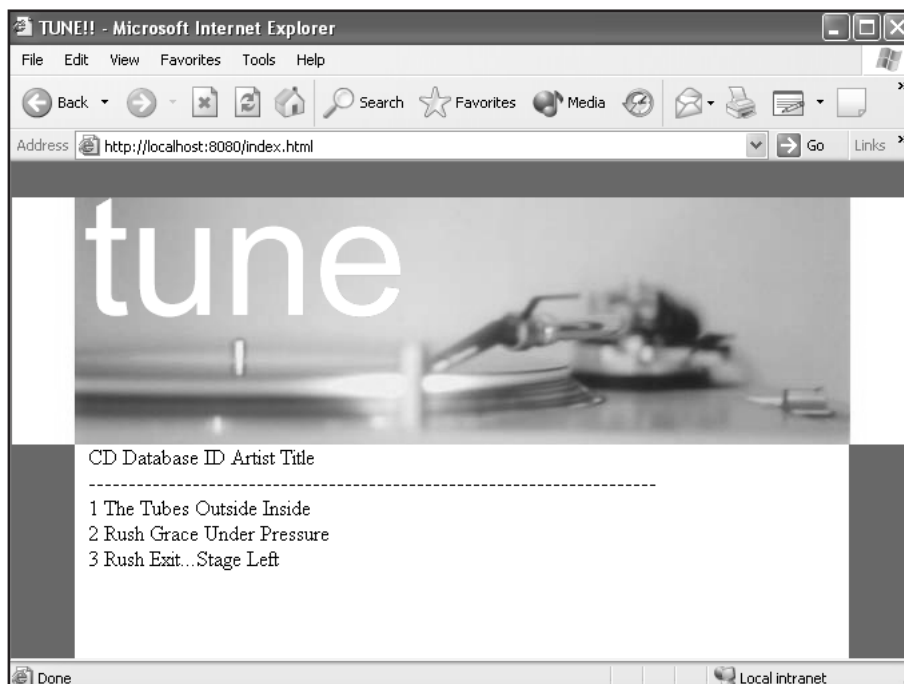 TUNE!! - Microsoft Internet Explorer
File Edit View Favorites Tools Help
Back Search Favorites Media
Address http://localhost:8080/index.html Go Links »
tune
CD Database ID Artist Title
-----------------------------------------------------------------------
1 The Tubes Outside Inside
2 Rush Grace Under Pressure
3 Rush Exit...Stage Left
Done Local intranet